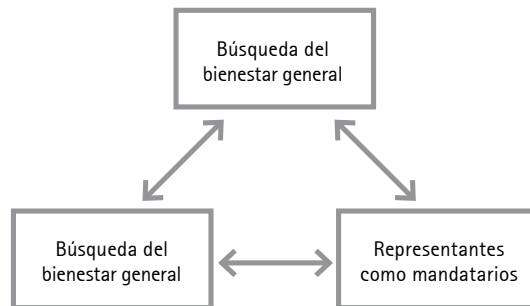 Búsqueda del
bienestar general
Búsqueda del
bienestar general
Representantes
como mandatarios